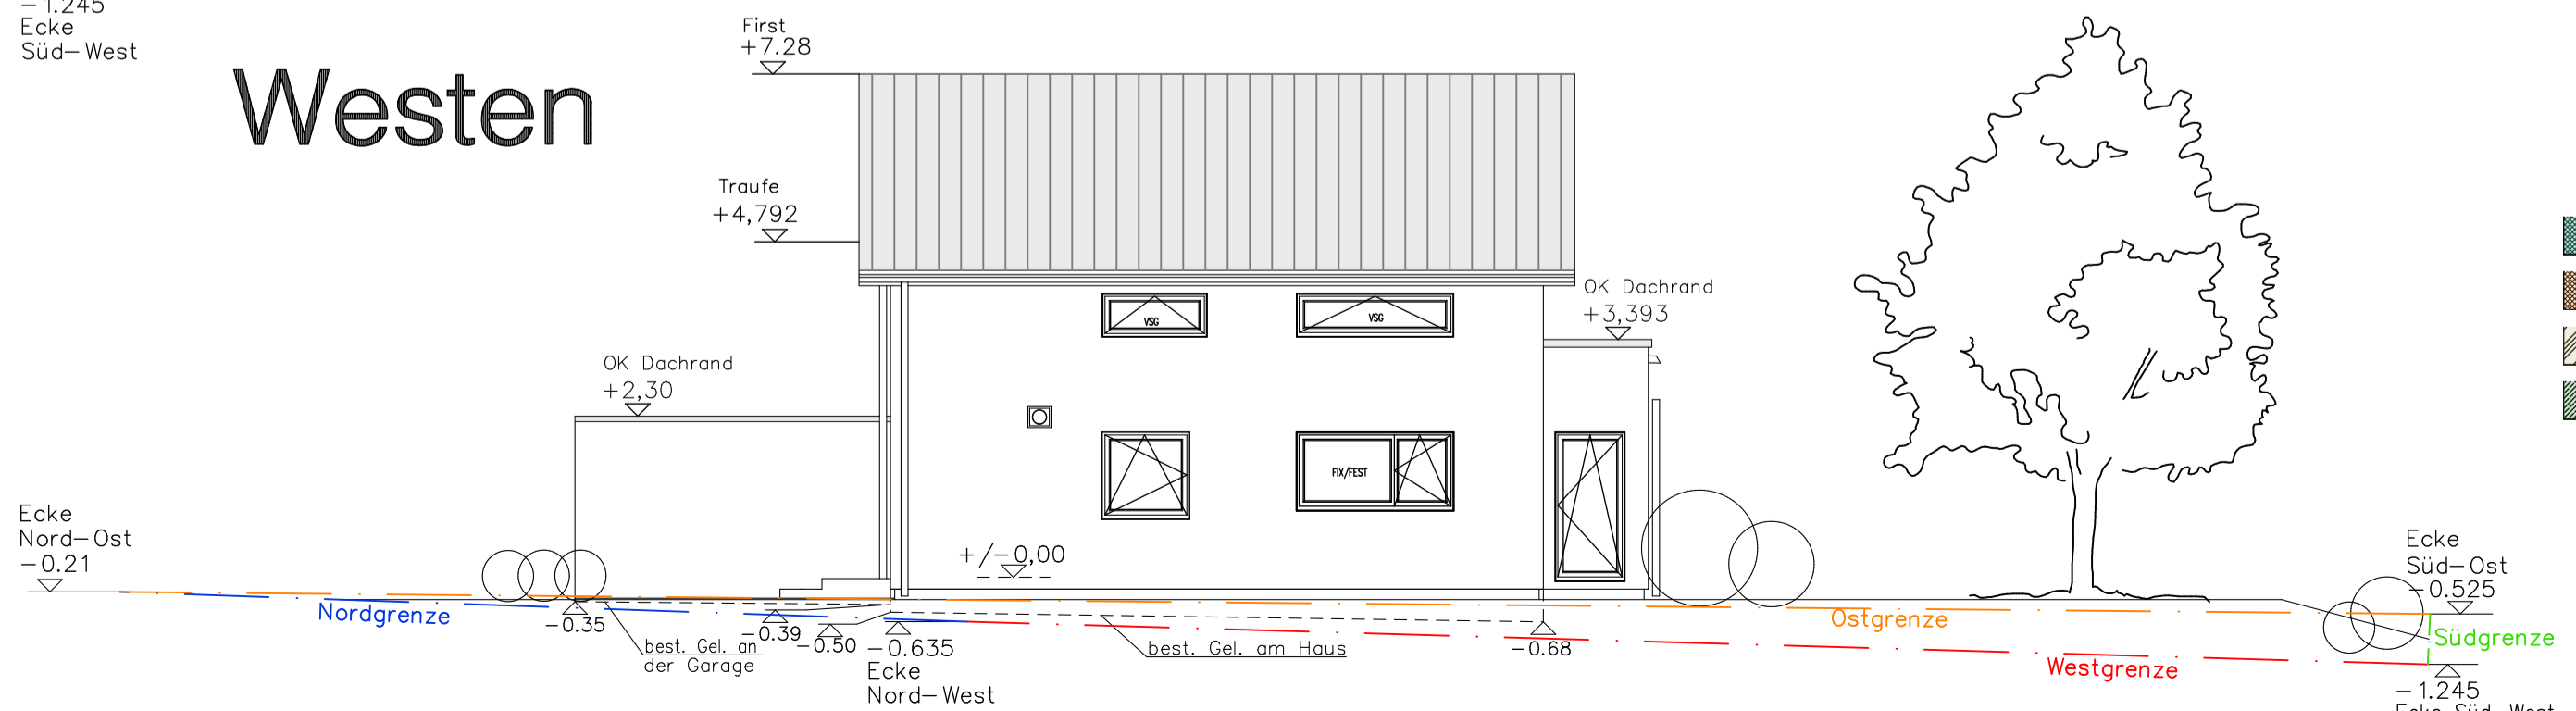 -1.245
Ecke
Süd-West
Westen
First
+7.28
Traufe
+4,792
OK Dachrand
+3,393
VSG
VSG
OK Dachrand
+2,30
FIX/FEST
+/-0,00
Ecke
Nord-Ost
-0.21
Nordgrenze
-0.35
best. Gel. an
der Garage
-0.39
-0.50
-0.635
Ecke
Nord-West
best. Gel. am Haus
-0.68
Ostgrenze
Westgrenze
Ecke
Süd-Ost
-0.525
Südgrenze
-1.245
Ecke Süd-West